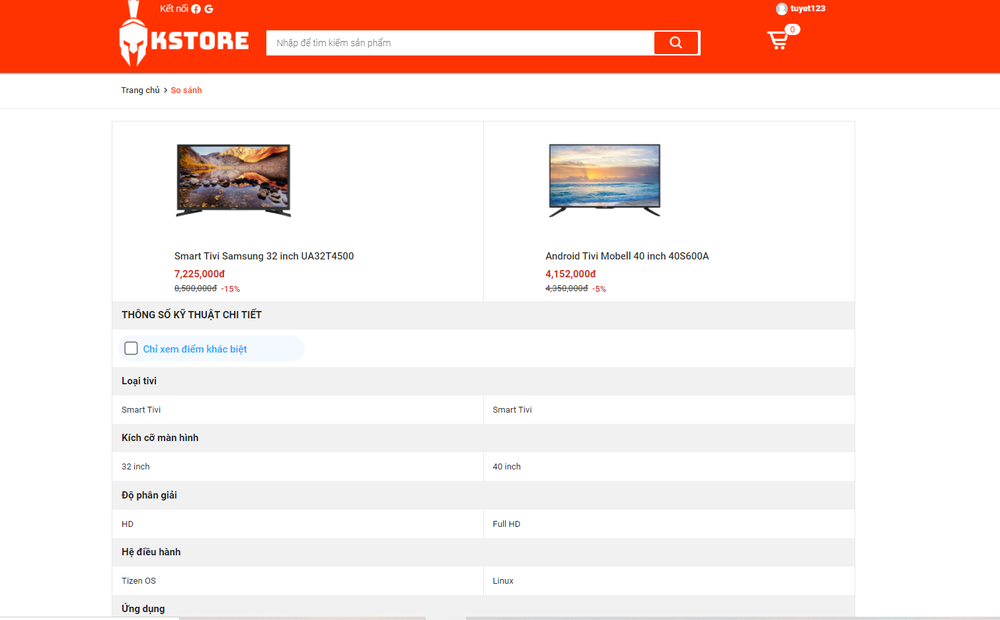 Kết nối
tuyet123
KSTORE
Nhập để tìm kiếm sản phẩm
0
Trang chủ > So sánh
Smart Tivi Samsung 32 inch UA32T4500
7,225,000đ
8,500,000đ -15%
Android Tivi Mobell 40 inch 40S600A
4,152,000đ
4,350,000đ -5%
THÔNG SỐ KỸ THUẬT CHI TIẾT
Chỉ xem điểm khác biệt
Loại tivi
Smart Tivi
Smart Tivi
Kích cỡ màn hình
32 inch
40 inch
Độ phân giải
HD
Full HD
Hệ điều hành
Tizen OS
Linux
Ứng dụng